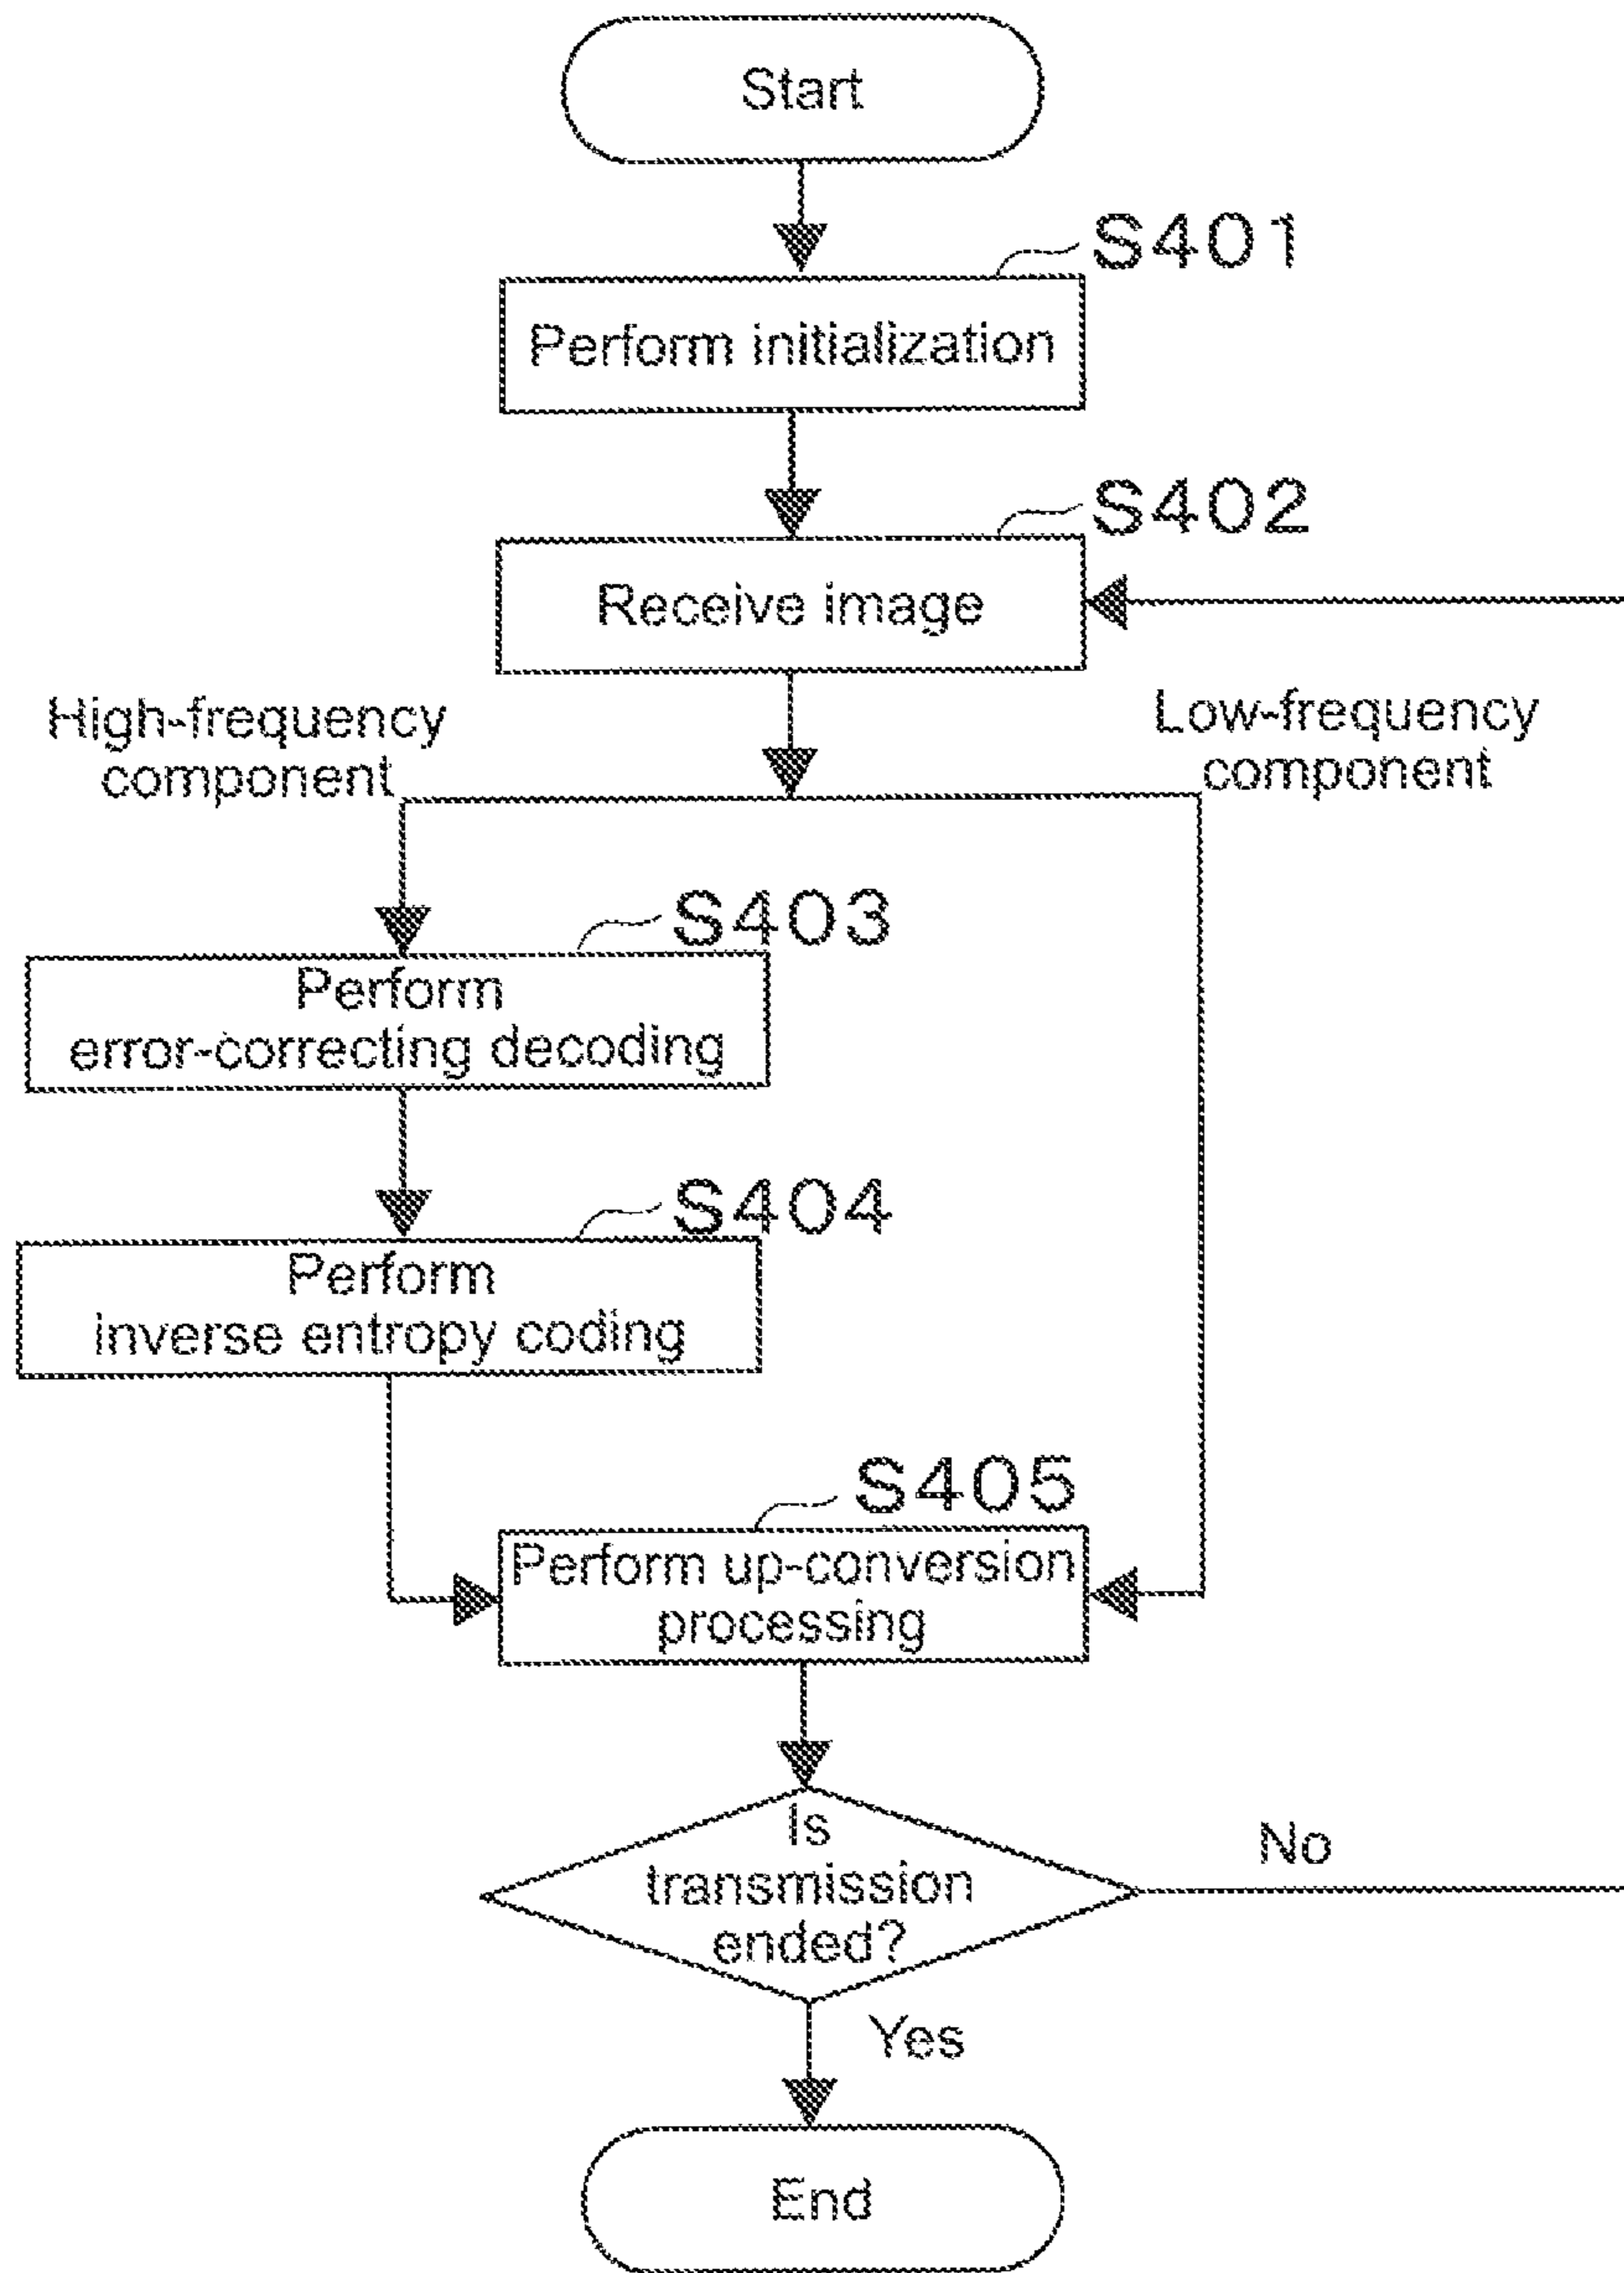 Start
S401
Perform initialization
S402
Receive image
High-frequency
component
Low-frequency
component
S403
Perform
error-correcting decoding
S404
Perform
inverse entropy coding
S405
Perform up-conversion
processing
Is
transmission
ended?
No
Yes
End